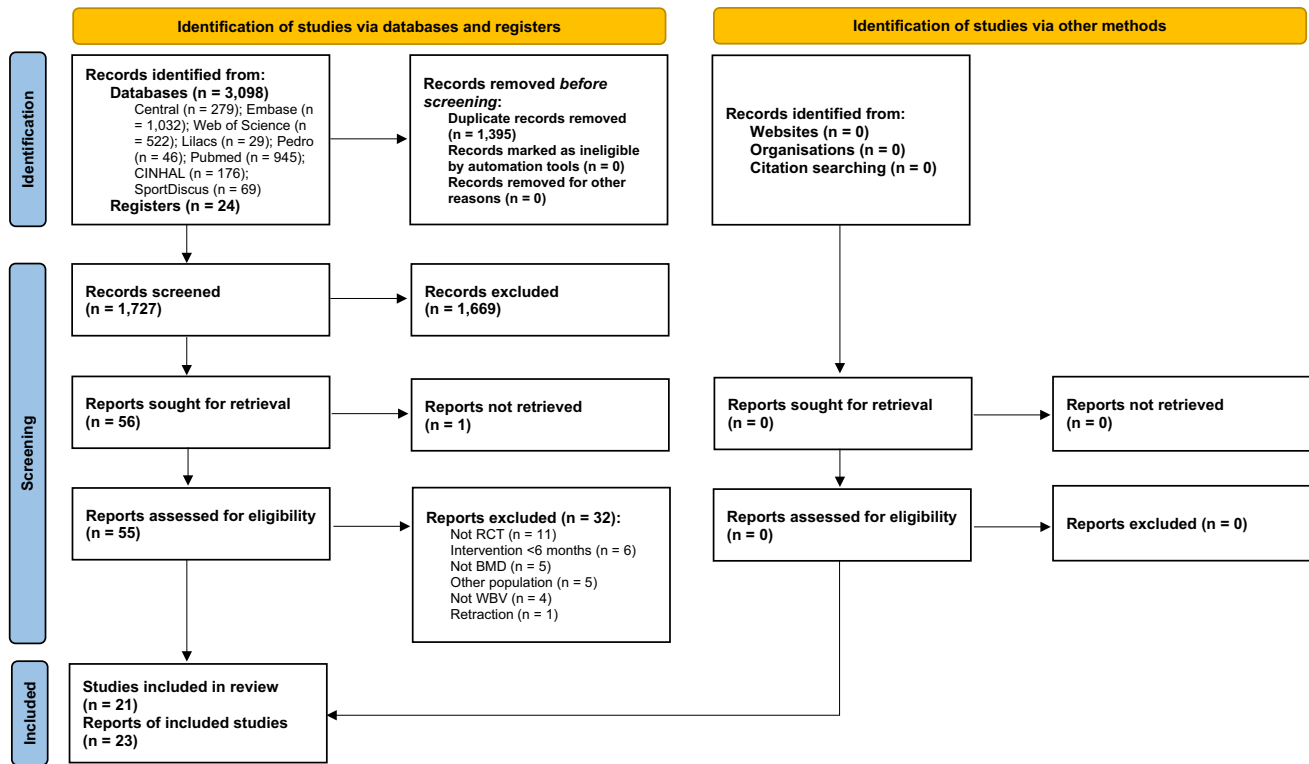 Identification of studies via databases and registers
Identification of studies via other methods
Identification
Records identified from:
Databases (n = 3,098)
Central (n = 279); Embase (n
= 1,032); Web of Science (n
= 522); Lilacs (n = 29); Pedro
(n = 46); Pubmed (n = 945);
CINHAL (n = 176);
SportDiscus (n = 69)
Registers (n = 24)
Records removed before
screening:
Duplicate records removed
(n = 1,395)
Records marked as ineligible
by automation tools (n = 0)
Records removed for other
reasons (n = 0)
Records identified from:
Websites (n = 0)
Organisations (n = 0)
Citation searching (n = 0)
Screening
Records screened
(n = 1,727)
Records excluded
(n = 1,669)
Reports sought for retrieval
(n = 56)
Reports not retrieved
(n = 1)
Reports sought for retrieval
(n = 0)
Reports not retrieved
(n = 0)
Reports assessed for eligibility
(n = 55)
Reports excluded (n = 32):
Not RCT (n = 11)
Intervention <6 months (n = 6)
Not BMD (n = 5)
Other population (n = 5)
Not WBV (n = 4)
Retraction (n = 1)
Reports assessed for eligibility
(n = 0)
Reports excluded (n = 0)
Included
Studies included in review
(n = 21)
Reports of included studies
(n = 23)